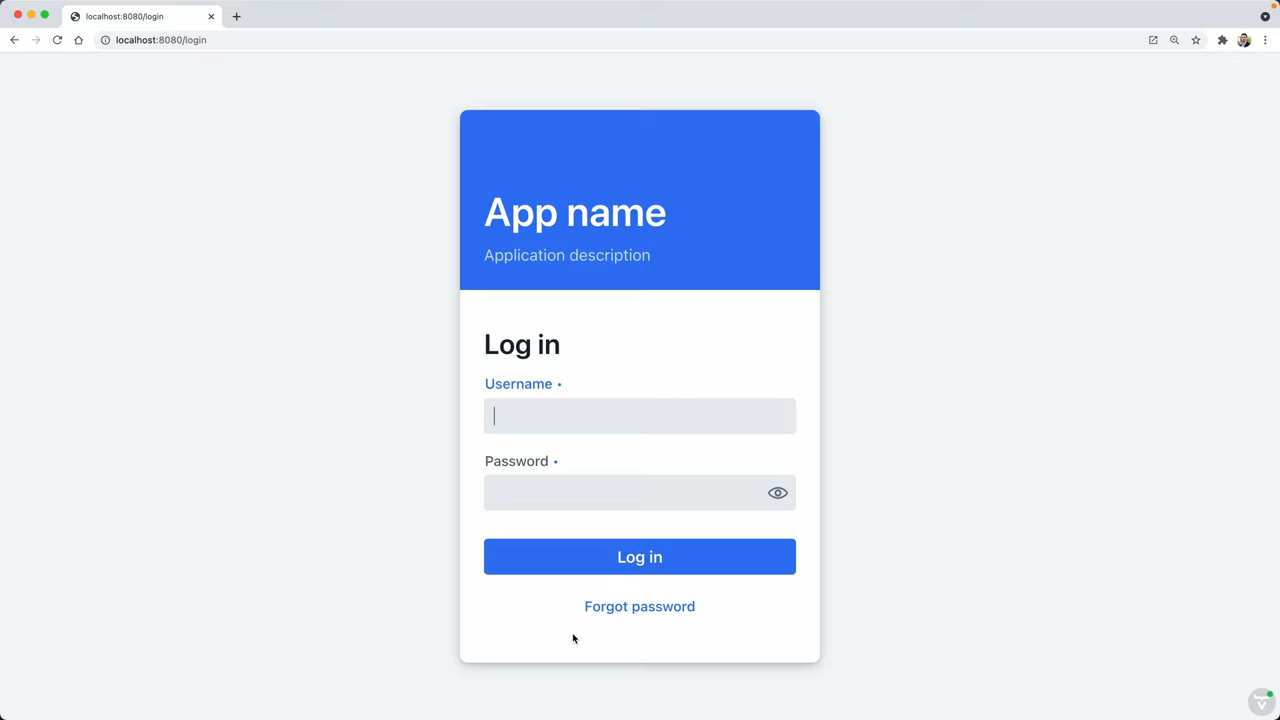 localhost:8080/login
localhost:8080/login
App name
Application description
Log in
Username •
Password •
Log in
Forgot password